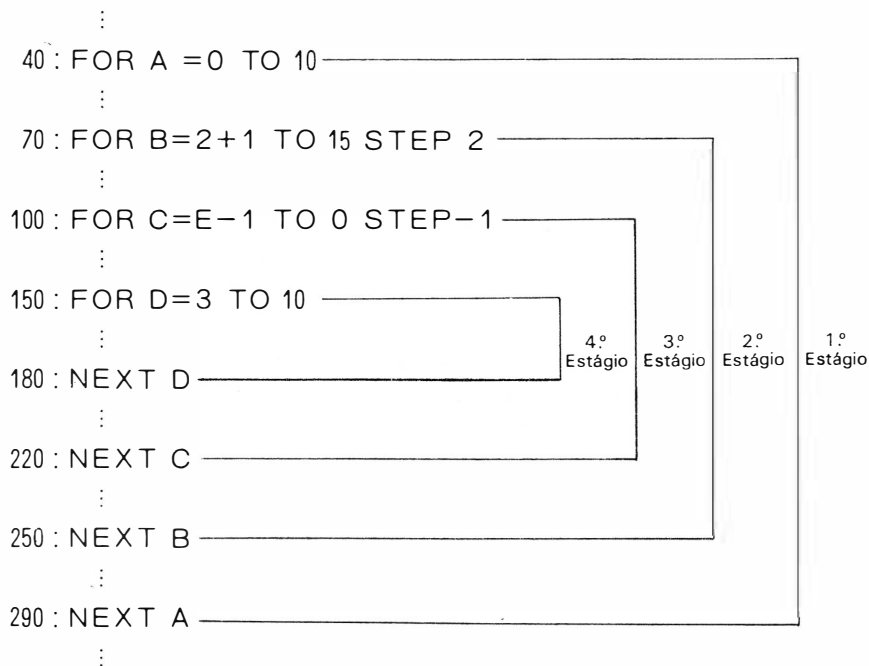 ⋮
40 : FOR A =0 TO 10
⋮
70 : FOR B=2+1 TO 15 STEP 2
⋮
100 : FOR C=E−1 TO 0 STEP−1
⋮
150 : FOR D=3 TO 10
⋮
4.º 3.º 2.º 1.º
Estágio Estágio Estágio Estágio
180 : NEXT D
⋮
220 : NEXT C
⋮
250 : NEXT B
⋮
290 : NEXT A
⋮